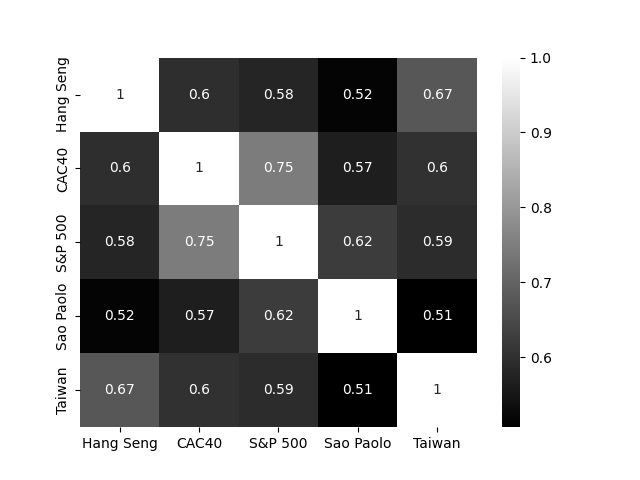 Hang Seng 1 0.6 0.58 0.52 0.67
CAC40 0.6 1 0.75 0.57 0.6
S&P 500 0.58 0.75 1 0.62 0.59
Sao Paolo 0.52 0.57 0.62 1 0.51
Taiwan 0.67 0.6 0.59 0.51 1
Hang Seng CAC40 S&P 500 Sao Paolo Taiwan
1.0
0.9
0.8
0.7
0.6